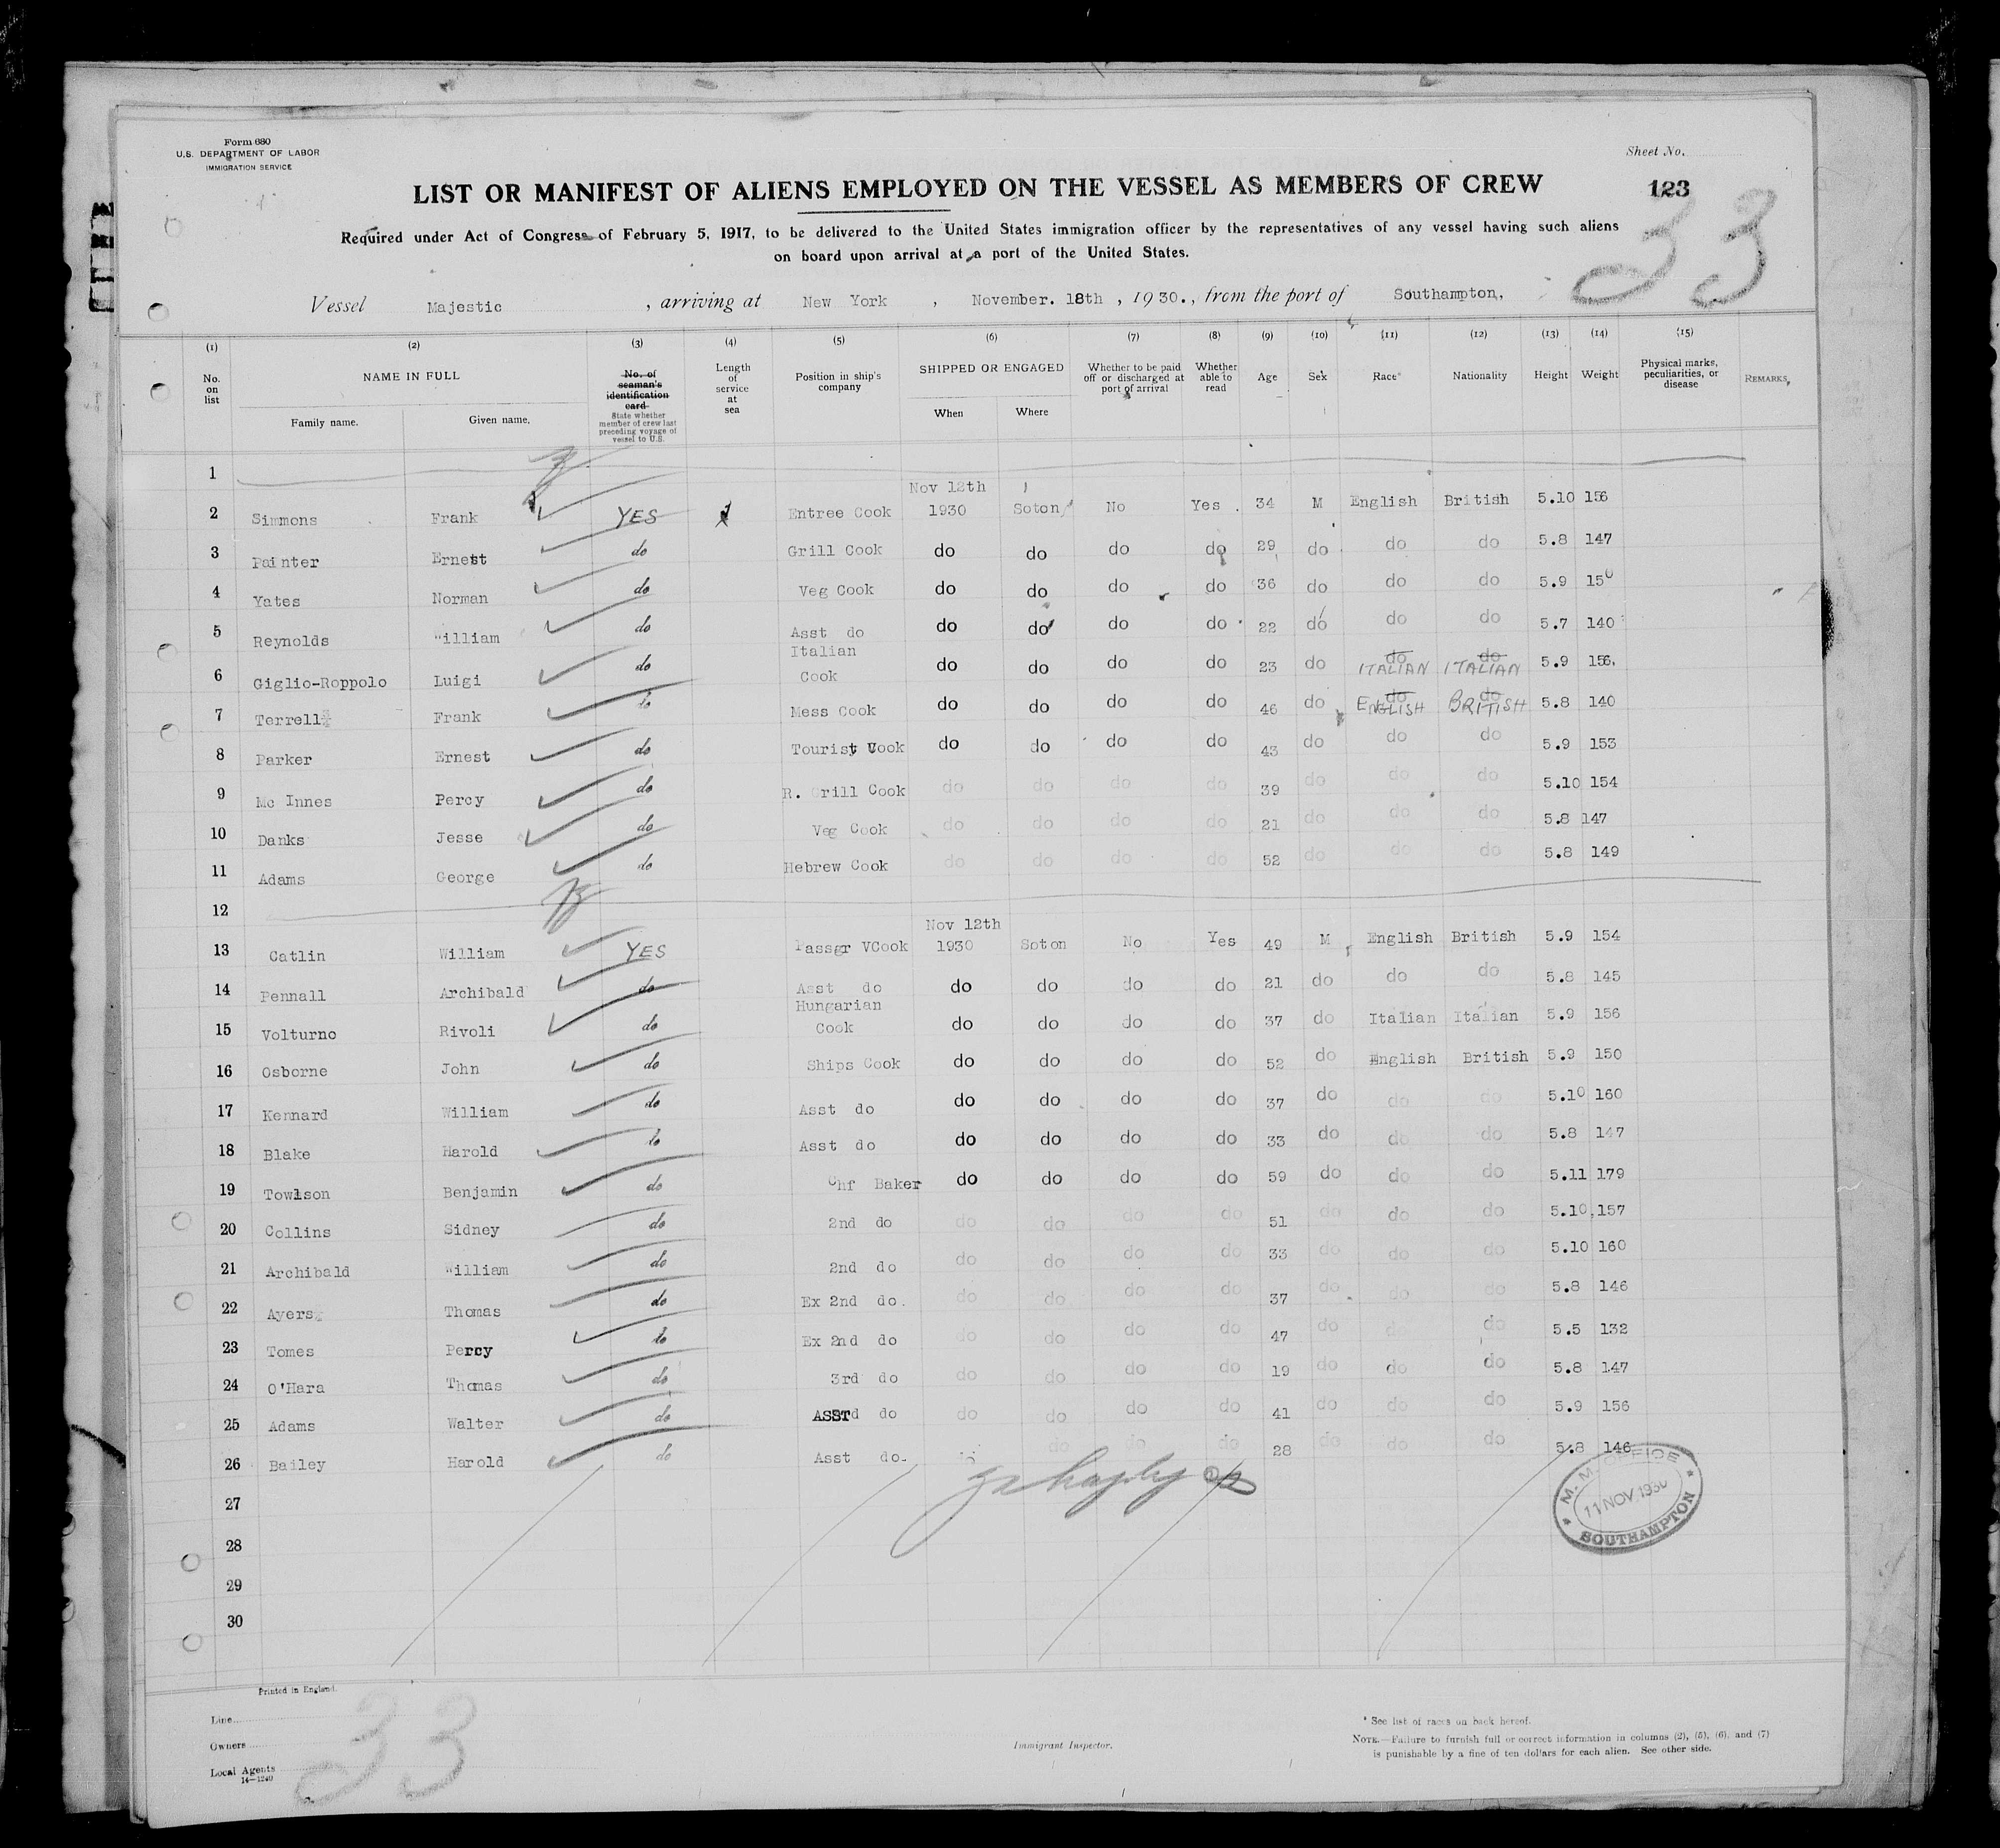 Form 680
U.S. DEPARTMENT OF LABOR
IMMIGRATION SERVICE
Sheet No.
LIST OR MANIFEST OF ALIENS EMPLOYED ON THE VESSEL AS MEMBERS OF CREW
123
33
Required under Act of Congress of February 5, 1917, to be delivered to the United States immigration officer by the representatives of any vessel having such aliens
on board upon arrival at a port of the United States.
Vessel Majestic , arriving at New York , November. 18th , 1930., from the port of Southampton,
(1) (2) (3) (4) (5) (6) (7) (8) (9) (10) (11) (12) (13) (14) (15)
No. on list NAME IN FULL Family name. Given name. No. of seaman's identification card State whether member of crew last preceding voyage of vessel to U.S. Length of service at sea Position in ship's company SHIPPED OR ENGAGED When Where Whether to be paid off or discharged at port of arrival Whether able to read Age Sex Race* Nationality Height Weight Physical marks, peculiarities, or disease REMARKS,
1
Nov 12th
2 Simmons Frank YES Entree Cook 1930 Soton No Yes . 34 M English British 5.10 156
3 Painter Ernest do Grill Cook do do do do 29 do do do 5.8 147
4 Yates Norman do Veg Cook do do do do 36 do do do 5.9 150
5 Reynolds William do Asst do do do do do 22 do do do 5.7 140
Italian
6 Giglio-Roppolo Luigi do Cook do do do do 23 do do ITALIAN do ITALIAN 5.9 156.
7 Terrell Frank do Mess Cook do do do do 46 do do ENGLISH do BRITISH 5.8 140
8 Parker Ernest do Tourist Cook do do do do 43 do do do 5.9 153
9 Mc Innes Percy do R. Grill Cook do do do do 39 do do do 5.10 154
10 Danks Jesse do Veg Cook do do do do 21 do do do 5.8 147
11 Adams George do Hebrew Cook do do do do 52 do do do 5.8 149
12
Nov 12th
13 Catlin William YES Passgr VCook 1930 Soton No Yes 49 M English British 5.9 154
14 Pennall Archibald do Asst do do do do do 21 do do do 5.8 145
Hungarian
15 Volturno Rivoli do Cook do do do do 37 do Italian Italian 5.9 156
16 Osborne John do Ships Cook do do do do 52 do English British 5.9 150
17 Kennard William do Asst do do do do do 37 do do do 5.10 160
18 Blake Harold do Asst do do do do do 33 do do do 5.8 147
19 Towlson Benjamin do Chf Baker do do do do 59 do do do 5.11 179
20 Collins Sidney do 2nd do do do do do 51 do do do 5.10 157
21 Archibald William do 2nd do do do do do 33 do do do 5.10 160
22 Ayers Thomas do Ex 2nd do. do do do do 37 do do do 5.8 146
23 Tomes Percy do Ex 2nd do do do do do 47 do do do 5.5 132
24 O'Hara Thomas do 3rd do do do do do 19 do do do 5.8 147
25 Adams Walter do ASST do do do do do 41 do do do 5.9 156
26 Bailey Harold do Asst do. do do do do 28 do do do 5.8 146
27
28
29
30
M. M. OFFICE
11 NOV 1930
SOUTHAMPTON
Printed in England.
Line
Owners
Local Agents
14—1240
33
Immigrant Inspector.
* See list of races on back hereof.
NOTE.—Failure to furnish full or correct information in columns (2), (5), (6), and (7)
is punishable by a fine of ten dollars for each alien. See other side.